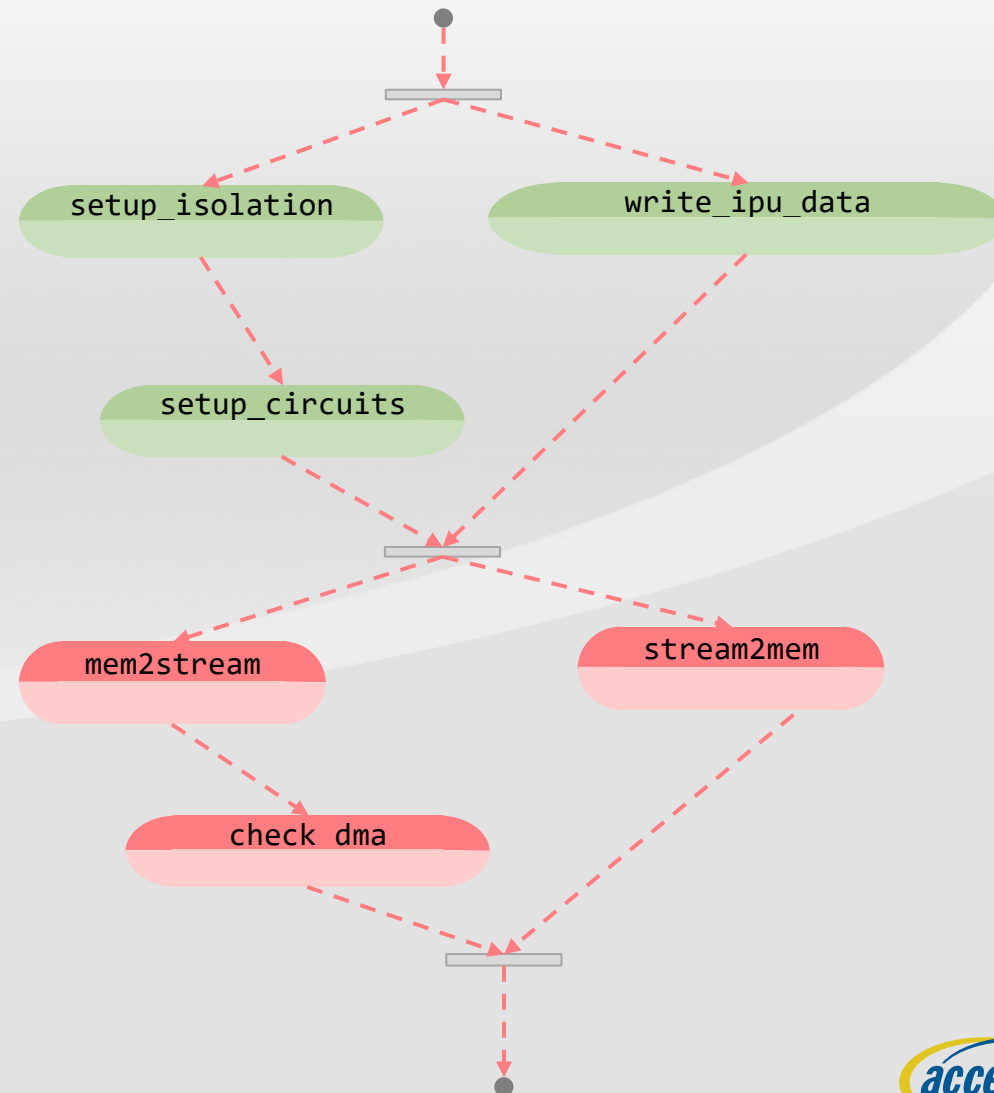 setup_isolation
write_ipu_data
setup_circuits
mem2stream
stream2mem
check dma